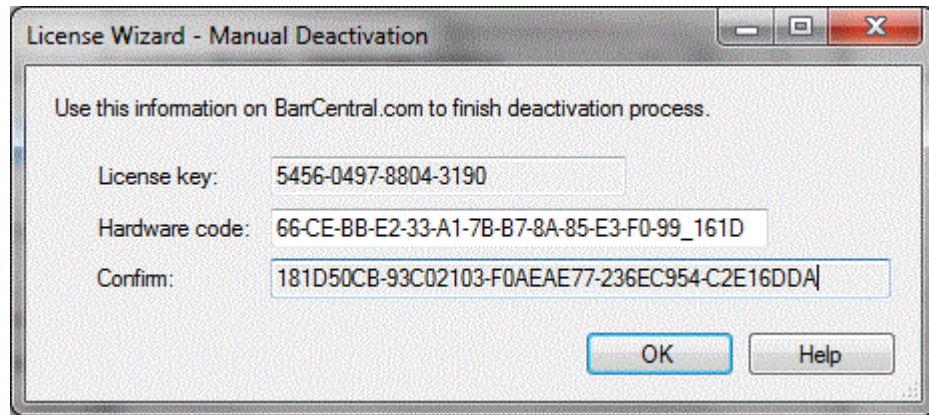 License Wizard - Manual Deactivation
Use this information on BarrCentral.com to finish deactivation process.
License key: 5456-0497-8804-3190
Hardware code: 66-CE-BB-E2-33-A1-7B-B7-8A-85-E3-F0-99_161D
Confirm: 181D50CB-93C02103-F0AEAE77-236EC954-C2E16DDA
OK Help